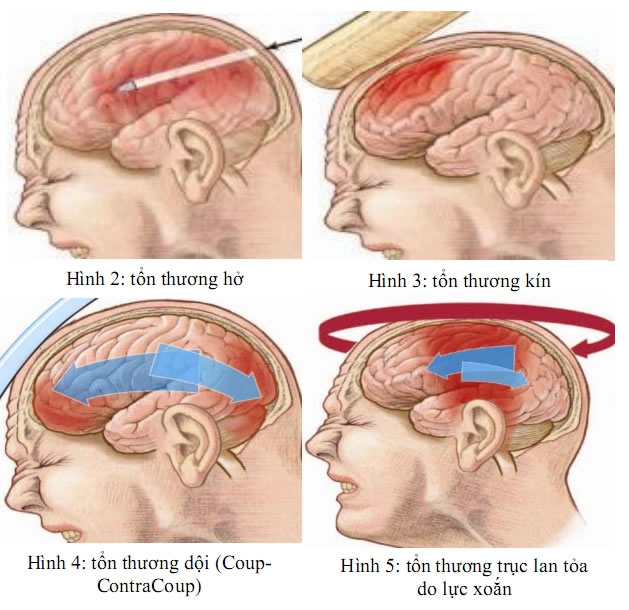 Hình 2: tổn thương hở
Hình 3: tổn thương kín
Hình 4: tổn thương dội (Coup-
ContraCoup)
Hình 5: tổn thương trục lan tỏa
do lực xoắn